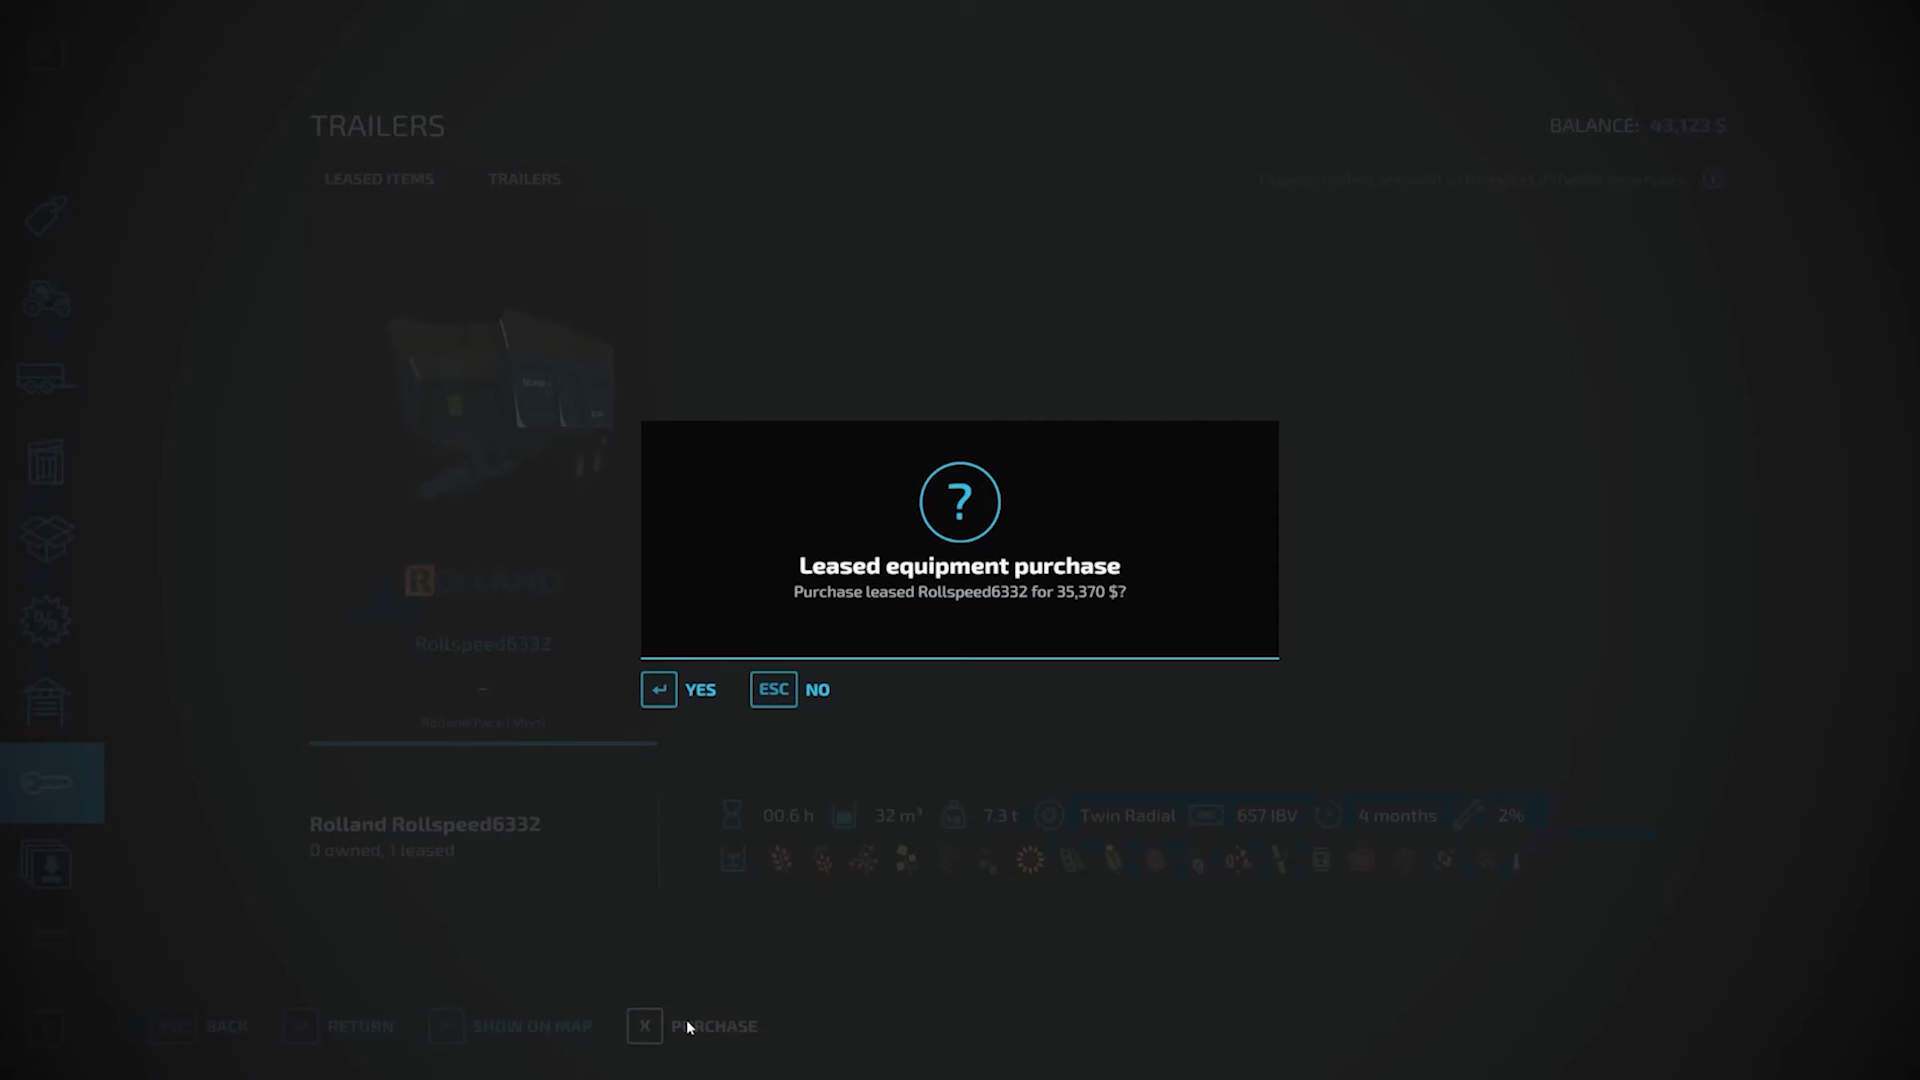 TRAILERS
BALANCE: 43,123 $
LEASED ITEMS TRAILERS
?
Leased equipment purchase
Purchase leased Rollspeed6332 for 35,370 $?
ROLLAND
Rollspeed6332
-
YES ESC NO
Rolland Rollspeed6332
0 owned, 1 leased
00.6 h 32 m³ 7.3 t Twin Radial 657 IBV 4 months 2%
ESC BACK RETURN SHOW ON MAP X PURCHASE